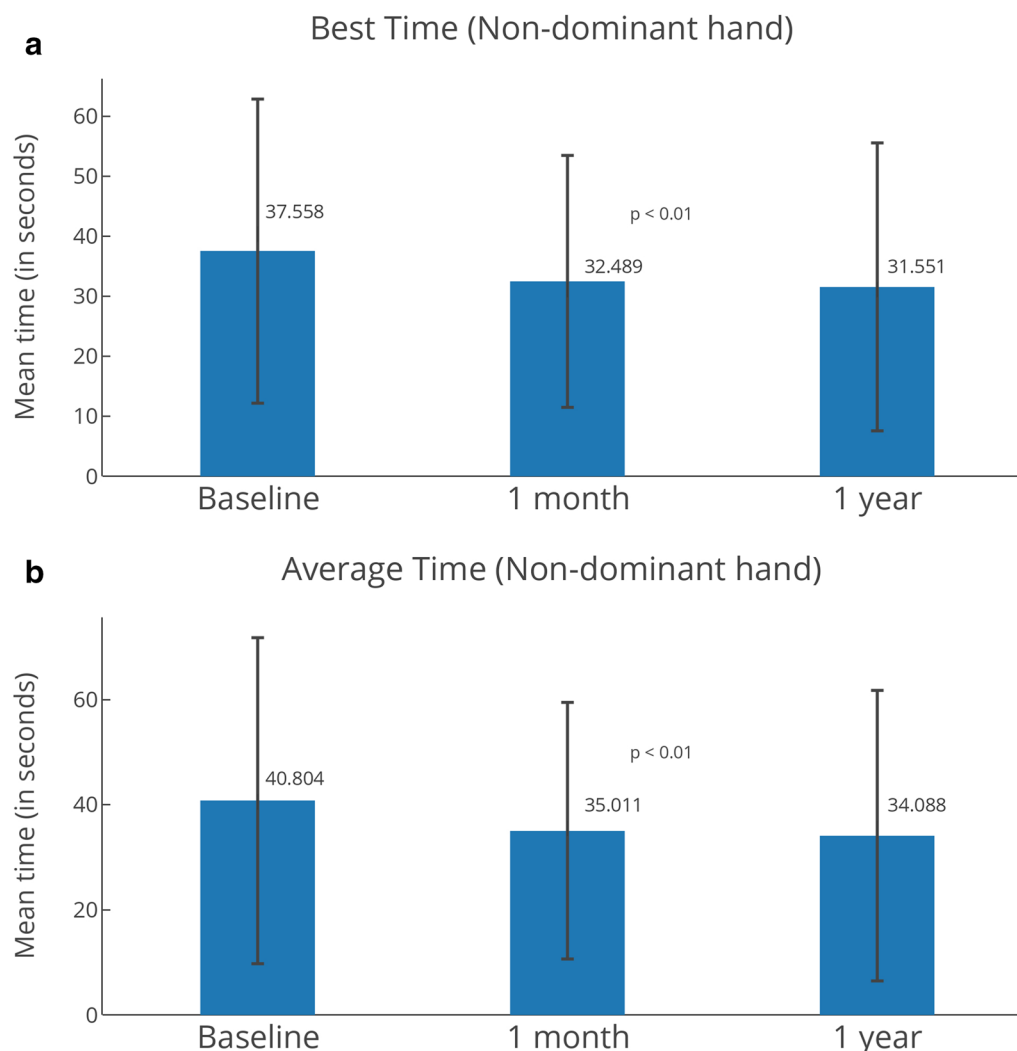 a
Best Time (Non-dominant hand)
Mean time (in seconds)
60
50
40
30
20
10
0
37.558
p < 0.01
32.489
31.551
Baseline
1 month
1 year
b
Average Time (Non-dominant hand)
Mean time (in seconds)
60
40
20
0
40.804
p < 0.01
35.011
34.088
Baseline
1 month
1 year